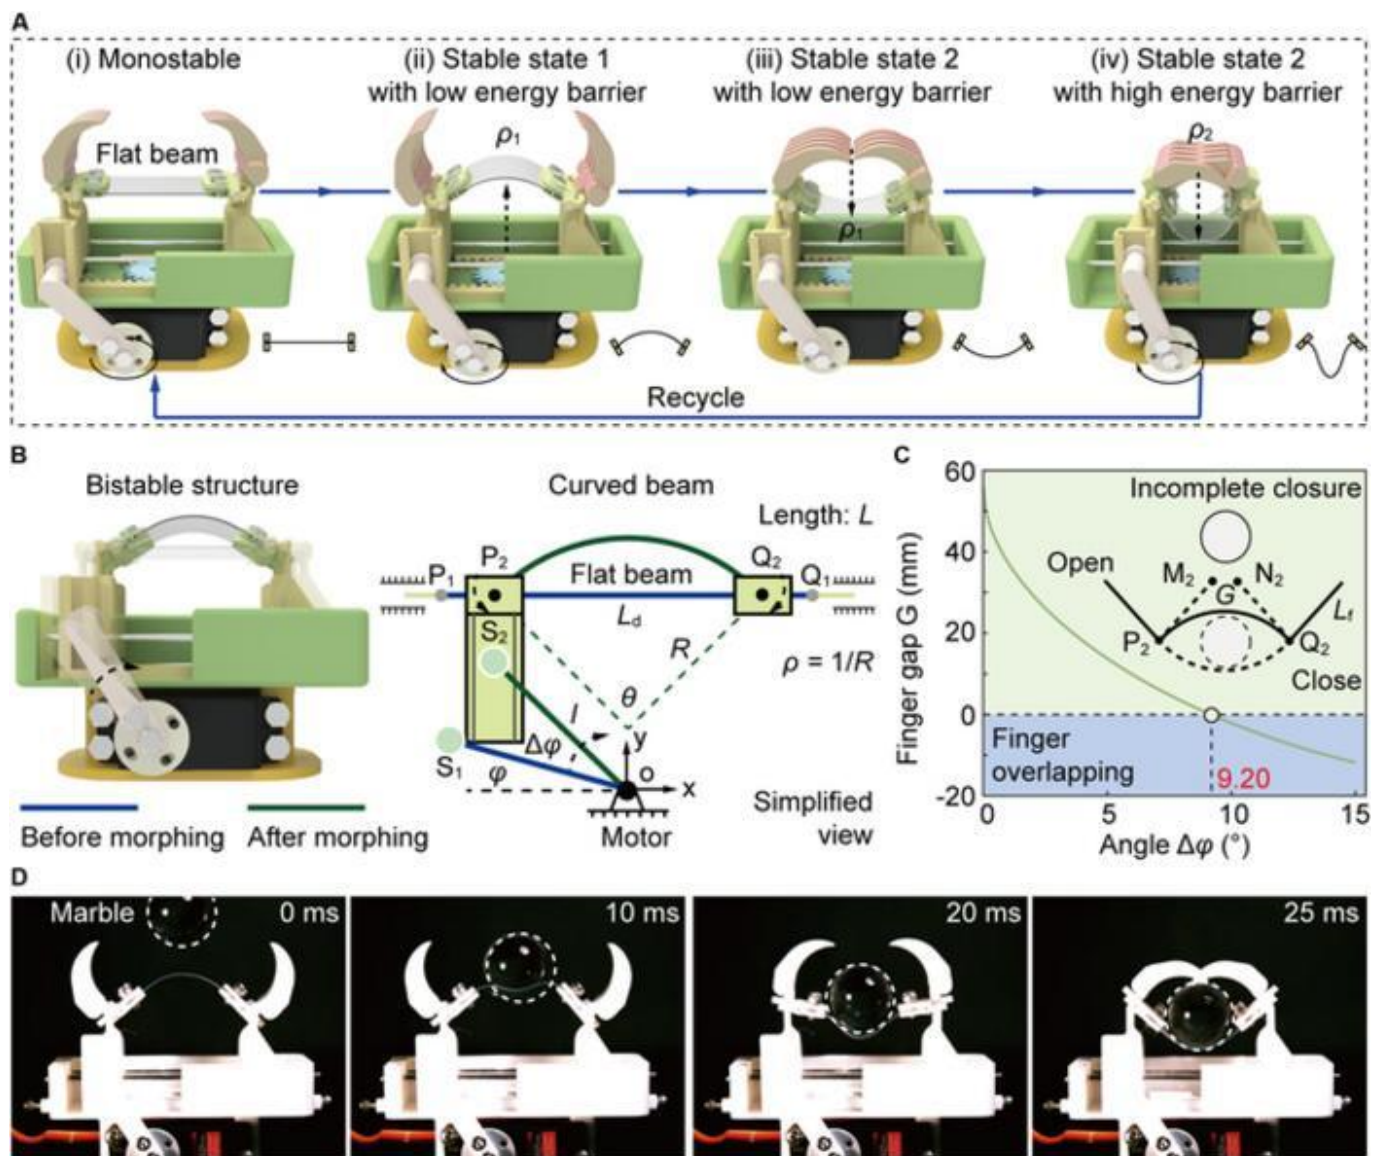 A
(i) Monostable
(ii) Stable state 1
with low energy barrier
(iii) Stable state 2
with low energy barrier
(iv) Stable state 2
with high energy barrier
Flat beam
ρ1
ρ1
ρ2
Recycle
B
Bistable structure
Curved beam
Length: L
P1
P2
Flat beam
Q2
Q1
Ld
S2
R
ρ = 1/R
θ
l
Δφ
y
S1
φ
o
x
Motor
Simplified
view
Before morphing
After morphing
C
Finger gap G (mm)
60
40
20
0
-20
Incomplete closure
Open
M2
N2
G
P2
Q2
Lf
Close
Finger
overlapping
9.20
0
5
10
15
Angle Δφ (°)
D
Marble
0 ms
10 ms
20 ms
25 ms